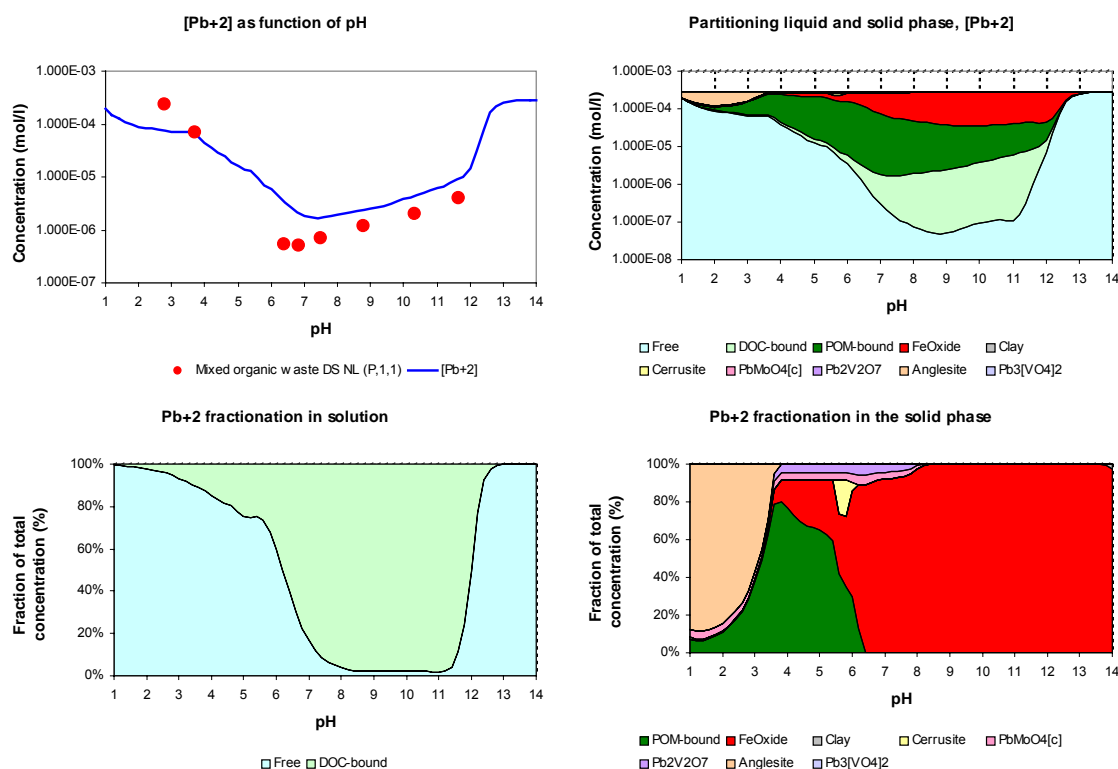 [Pb+2] as function of pH
1.000E-03
1.000E-04
1.000E-05
1.000E-06
1.000E-07
Concentration (mol/l)
1 2 3 4 5 6 7 8 9 10 11 12 13 14
pH
Mixed organic waste DS NL (P,1,1) [Pb+2]
Partitioning liquid and solid phase, [Pb+2]
1.000E-03
1.000E-04
1.000E-05
1.000E-06
1.000E-07
1.000E-08
Concentration (mol/l)
1 2 3 4 5 6 7 8 9 10 11 12 13 14
pH
Free DOC-bound POM-bound FeOxide Clay
Cerrusite PbMoO4[c] Pb2V2O7 Anglesite Pb3[VO4]2
Pb+2 fractionation in solution
100%
80%
60%
40%
20%
0%
Fraction of total
concentration (%)
1 2 3 4 5 6 7 8 9 10 11 12 13 14
pH
Free DOC-bound
Pb+2 fractionation in the solid phase
100%
80%
60%
40%
20%
0%
Fraction of total
concentration (%)
1 2 3 4 5 6 7 8 9 10 11 12 13 14
pH
POM-bound FeOxide Clay Cerrusite PbMoO4[c]
Pb2V2O7 Anglesite Pb3[VO4]2